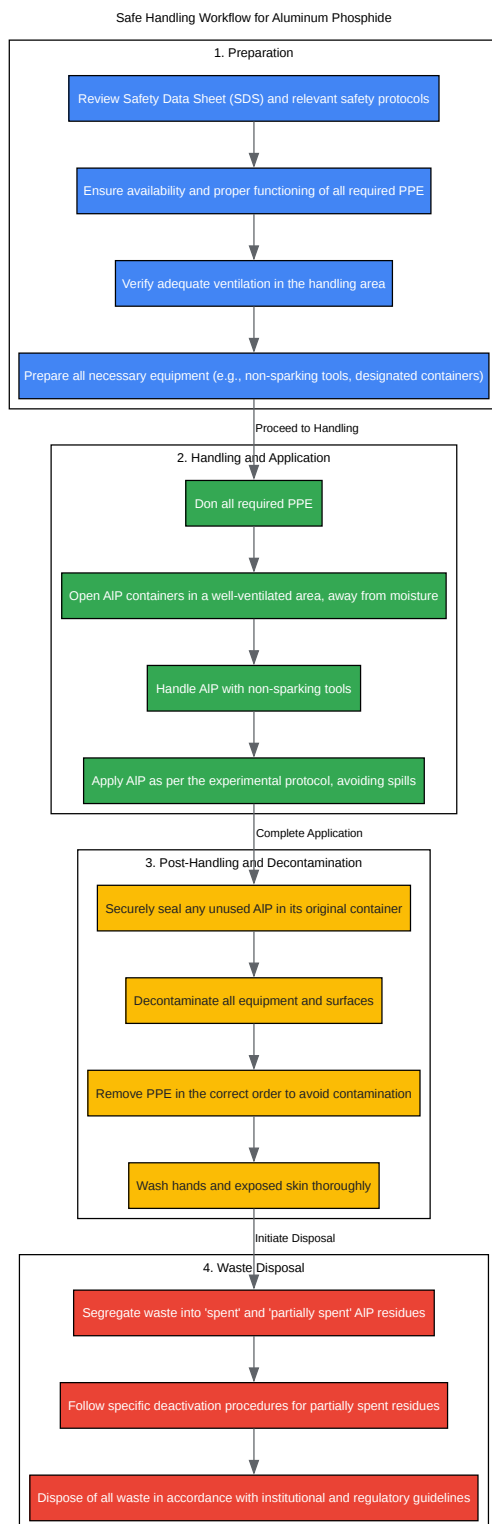 Safe Handling Workflow for Aluminum Phosphide
1. Preparation
Review Safety Data Sheet (SDS) and relevant safety protocols
Ensure availability and proper functioning of all required PPE
Verify adequate ventilation in the handling area
Prepare all necessary equipment (e.g., non-sparking tools, designated containers)
Proceed to Handling
2. Handling and Application
Don all required PPE
Open AlP containers in a well-ventilated area, away from moisture
Handle AlP with non-sparking tools
Apply AlP as per the experimental protocol, avoiding spills
Complete Application
3. Post-Handling and Decontamination
Securely seal any unused AlP in its original container
Decontaminate all equipment and surfaces
Remove PPE in the correct order to avoid contamination
Wash hands and exposed skin thoroughly
Initiate Disposal
4. Waste Disposal
Segregate waste into 'spent' and 'partially spent' AlP residues
Follow specific deactivation procedures for partially spent residues
Dispose of all waste in accordance with institutional and regulatory guidelines